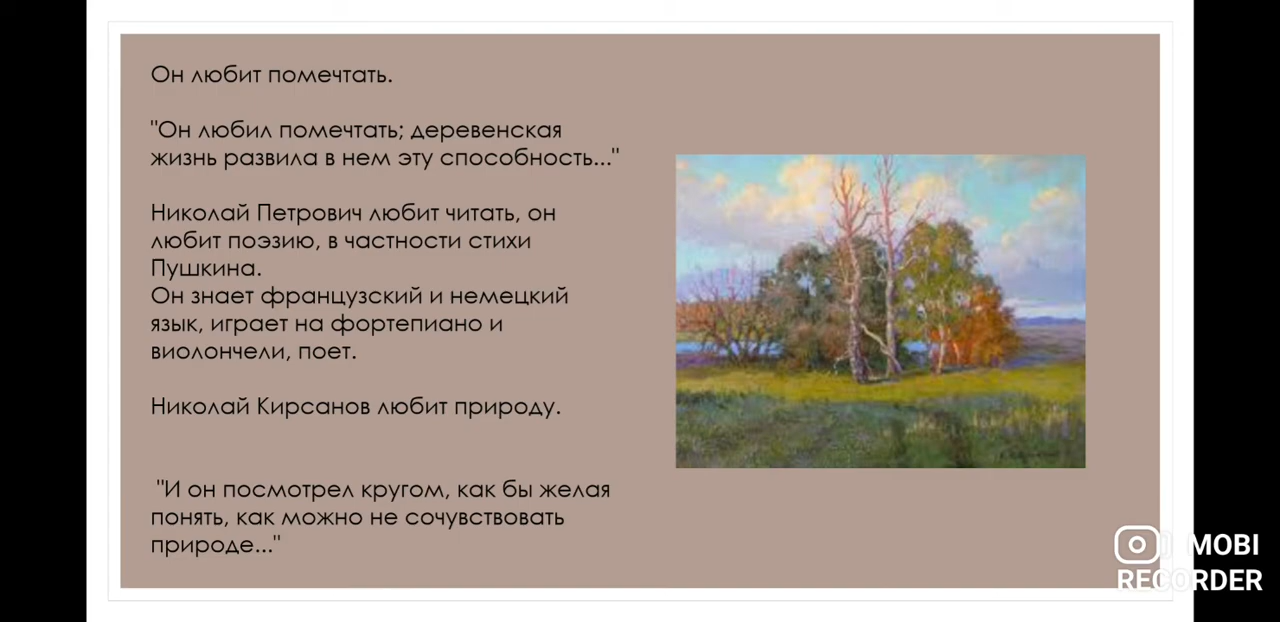 Он любит помечтать.
"Он любил помечтать; деревенская
жизнь развила в нем эту способность..."
Николай Петрович любит читать, он
любит поэзию, в частности стихи
Пушкина.
Он знает французский и немецкий
язык, играет на фортепиано и
виолончели, поет.
Николай Кирсанов любит природу.
"И он посмотрел кругом, как бы желая
понять, как можно не сочувствовать
природе..."
MOBI
RECORDER